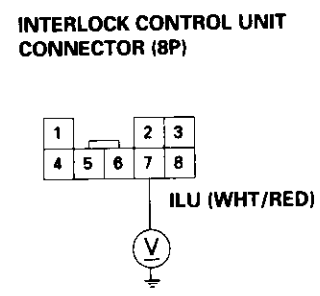 INTERLOCK CONTROL UNIT
CONNECTOR (8P)
1 2 3
4 5 6 7 8
ILU (WHT/RED)
V